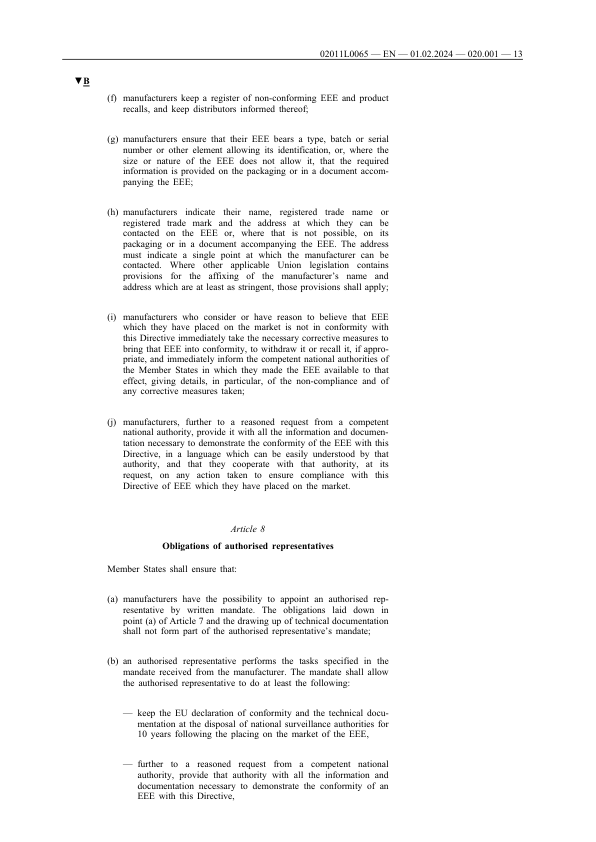 02011L0065 — EN — 01.02.2024 — 020.001 — 13
▼B
(f) manufacturers keep a register of non-conforming EEE and product
recalls, and keep distributors informed thereof;
(g) manufacturers ensure that their EEE bears a type, batch or serial
number or other element allowing its identification, or, where the
size or nature of the EEE does not allow it, that the required
information is provided on the packaging or in a document accom-
panying the EEE;
(h) manufacturers indicate their name, registered trade name or
registered trade mark and the address at which they can be
contacted on the EEE or, where that is not possible, on its
packaging or in a document accompanying the EEE. The address
must indicate a single point at which the manufacturer can be
contacted. Where other applicable Union legislation contains
provisions for the affixing of the manufacturer’s name and
address which are at least as stringent, those provisions shall apply;
(i) manufacturers who consider or have reason to believe that EEE
which they have placed on the market is not in conformity with
this Directive immediately take the necessary corrective measures to
bring that EEE into conformity, to withdraw it or recall it, if appro-
priate, and immediately inform the competent national authorities of
the Member States in which they made the EEE available to that
effect, giving details, in particular, of the non-compliance and of
any corrective measures taken;
(j) manufacturers, further to a reasoned request from a competent
national authority, provide it with all the information and documen-
tation necessary to demonstrate the conformity of the EEE with this
Directive, in a language which can be easily understood by that
authority, and that they cooperate with that authority, at its
request, on any action taken to ensure compliance with this
Directive of EEE which they have placed on the market.
Article 8
Obligations of authorised representatives
Member States shall ensure that:
(a) manufacturers have the possibility to appoint an authorised rep-
resentative by written mandate. The obligations laid down in
point (a) of Article 7 and the drawing up of technical documentation
shall not form part of the authorised representative’s mandate;
(b) an authorised representative performs the tasks specified in the
mandate received from the manufacturer. The mandate shall allow
the authorised representative to do at least the following:
— keep the EU declaration of conformity and the technical docu-
mentation at the disposal of national surveillance authorities for
10 years following the placing on the market of the EEE,
— further to a reasoned request from a competent national
authority, provide that authority with all the information and
documentation necessary to demonstrate the conformity of an
EEE with this Directive,